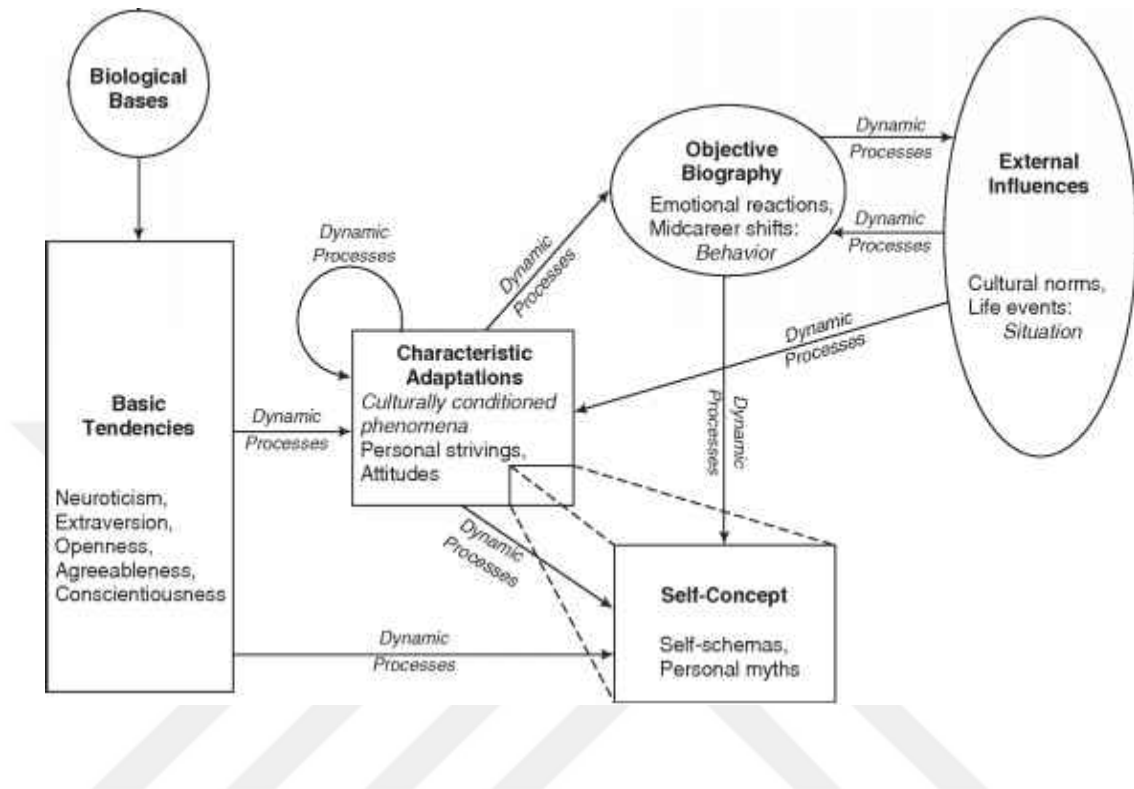 Biological
Bases
Basic
Tendencies
Neuroticism,
Extraversion,
Openness,
Agreeableness,
Conscientiousness
Dynamic
Processes
Dynamic
Processes
Characteristic
Adaptations
Culturally conditioned
phenomena
Personal strivings,
Attitudes
Dynamic
Processes
Objective
Biography
Emotional reactions,
Midcareer shifts:
Behavior
Dynamic
Processes
Dynamic
Processes
External
Influences
Cultural norms,
Life events:
Situation
Dynamic
Processes
Dynamic
Processes
Dynamic
Processes
Dynamic
Processes
Self-Concept
Self-schemas,
Personal myths